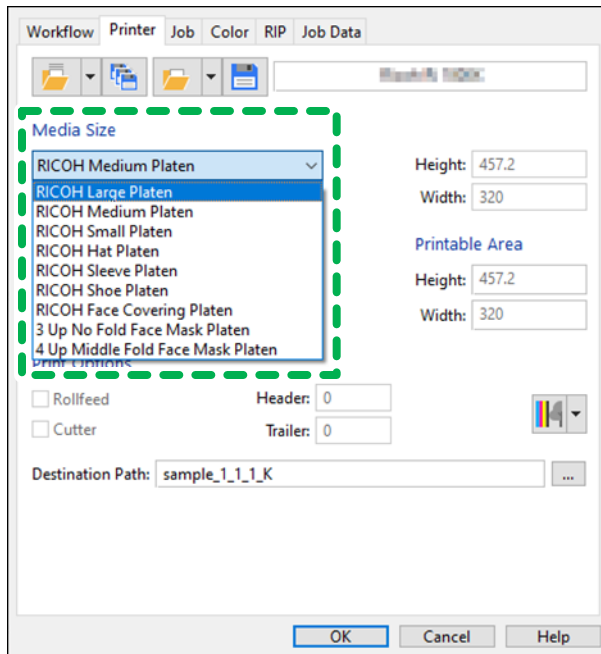 Workflow Printer Job Color RIP Job Data
Media Size
RICOH Medium Platen
RICOH Large Platen
RICOH Medium Platen
RICOH Small Platen
RICOH Hat Platen
RICOH Sleeve Platen
RICOH Shoe Platen
RICOH Face Covering Platen
3 Up No Fold Face Mask Platen
4 Up Middle Fold Face Mask Platen
Height: 457.2
Width: 320
Printable Area
Height: 457.2
Width: 320
Print Options
Rollfeed
Header: 0
Cutter
Trailer: 0
Destination Path: sample_1_1_1_K ...
OK Cancel Help